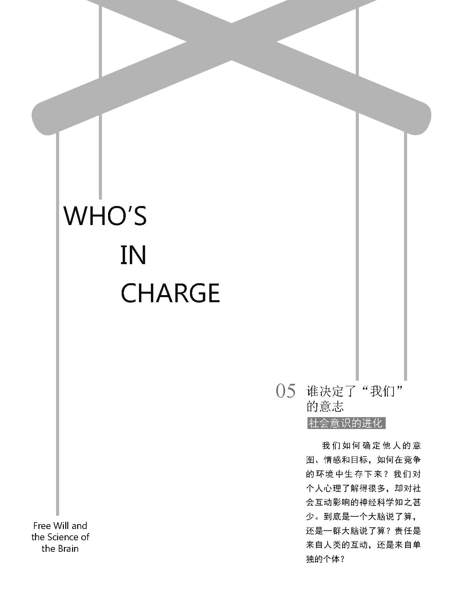 WHO'S
IN
CHARGE
05 谁决定了“我们”
的意志
社会意识的进化
我们如何确定他人的意
图、情感和目标，如何在竞争
的环境中生存下来？我们对
个人心理了解得很多，却对社
会互动影响的神经科学知之甚
少。到底是一个大脑说了算，
还是一群大脑说了算？责任是
来自人类的互动，还是来自单
独的个体？
Free Will and
the Science of
the Brain